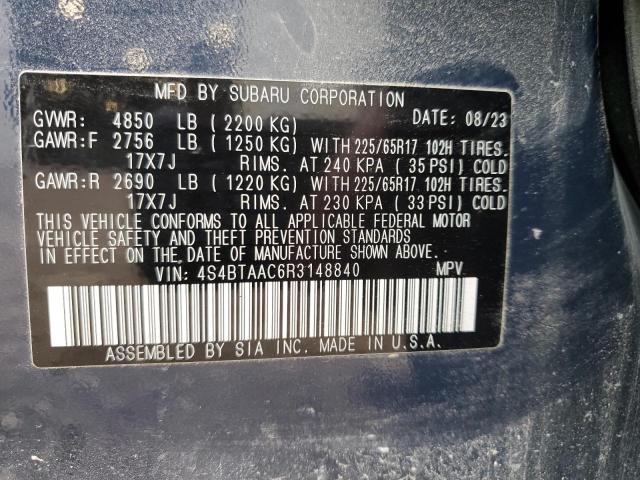 MFD BY SUBARU CORPORATION
GVWR: 4850 LB ( 2200 KG) DATE: 08/23
GAWR:F 2756 LB ( 1250 KG) WITH 225/65R17 102H TIRES.
17X7J RIMS. AT 240 KPA ( 35 PSI) COLD
GAWR:R 2690 LB ( 1220 KG) WITH 225/65R17 102H TIRES.
17X7J RIMS. AT 230 KPA ( 33 PSI) COLD
THIS VEHICLE CONFORMS TO ALL APPLICABLE FEDERAL MOTOR
VEHICLE SAFETY AND THEFT PREVENTION STANDARDS
IN EFFECT ON THE DATE OF MANUFACTURE SHOWN ABOVE.
VIN: 4S4BTAAC6R3148840 MPV
ASSEMBLED BY SIA INC. MADE IN U.S.A.